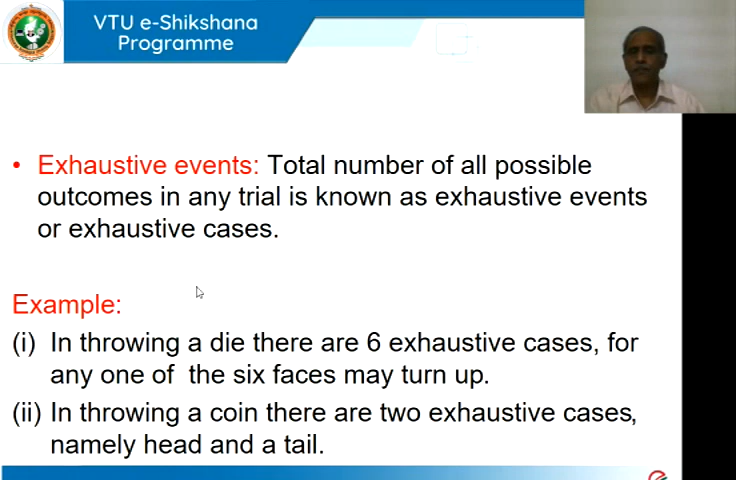 VTU e-Shikshana
Programme
• Exhaustive events: Total number of all possible
outcomes in any trial is known as exhaustive events
or exhaustive cases.
Example:
(i) In throwing a die there are 6 exhaustive cases, for
any one of the six faces may turn up.
(ii) In throwing a coin there are two exhaustive cases,
namely head and a tail.